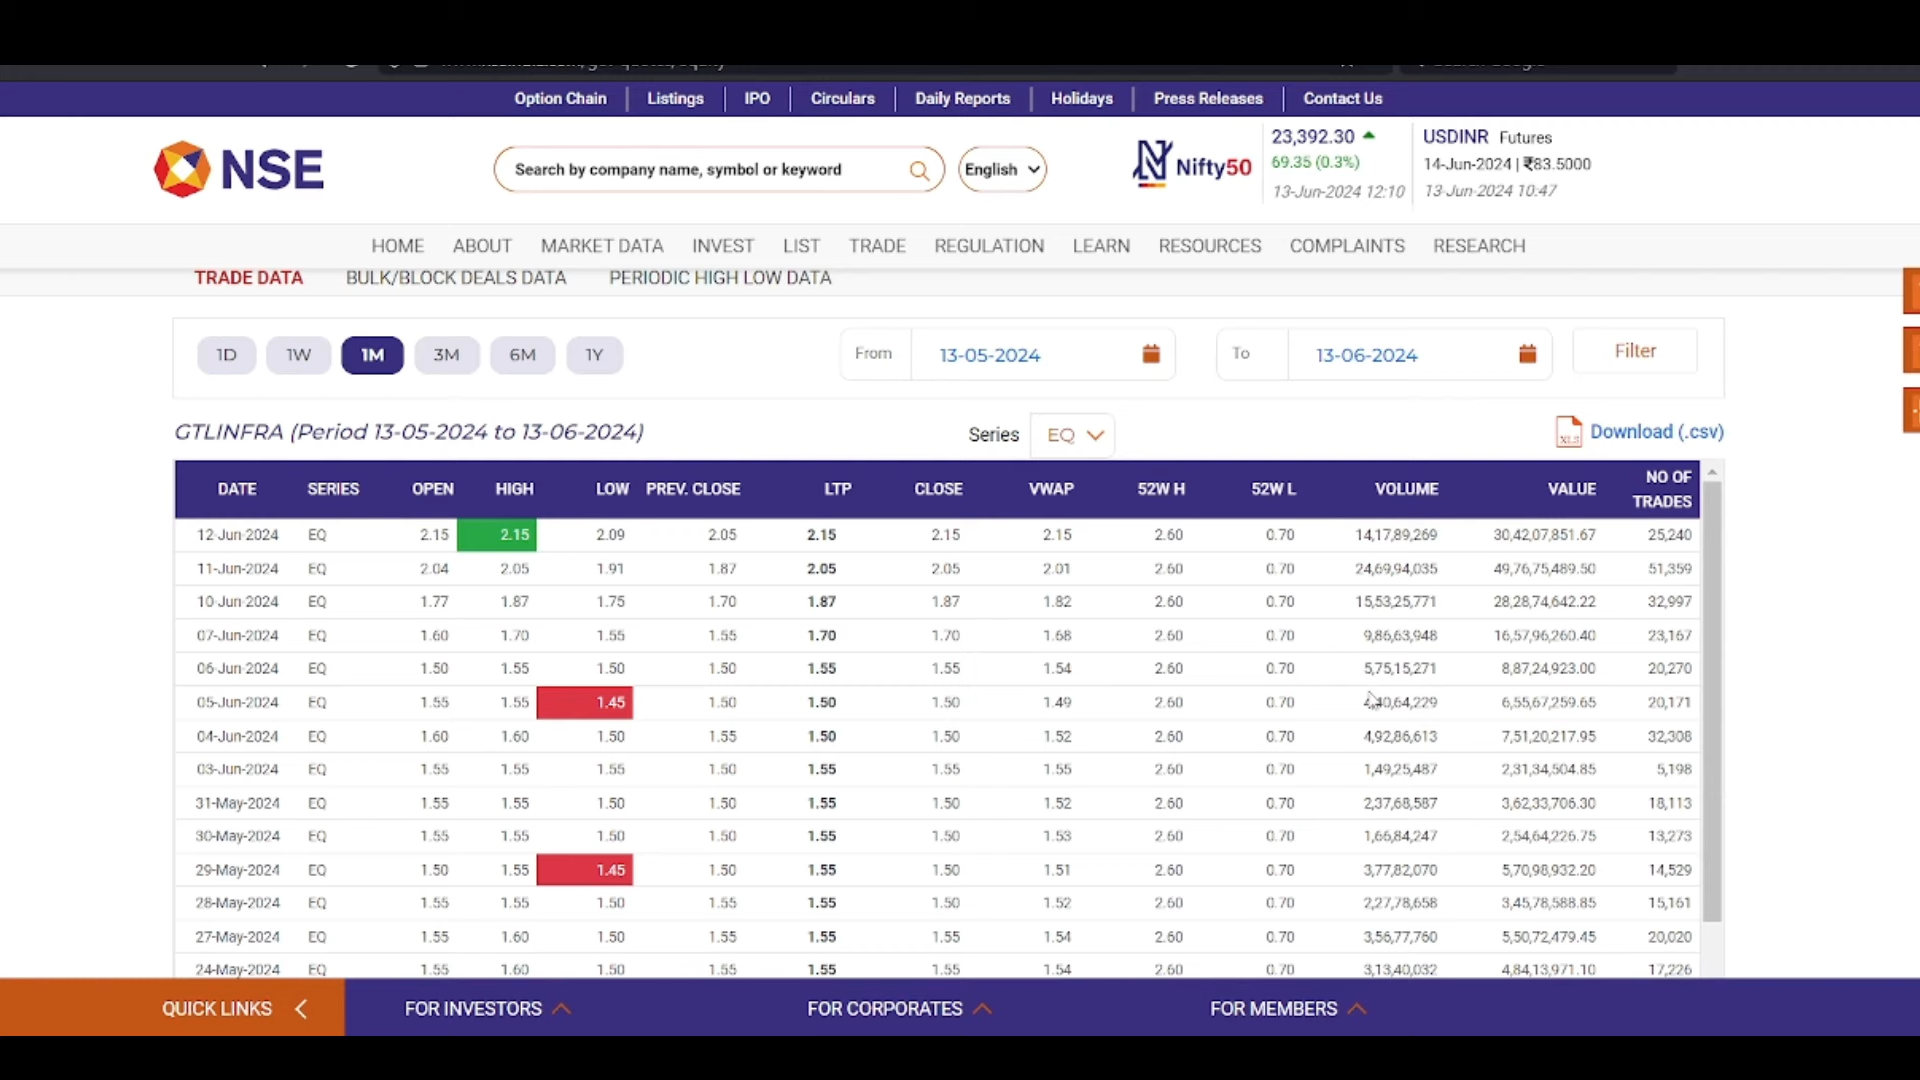 Option Chain Listings IPO Circulars Daily Reports Holidays Press Releases Contact Us
NSE
Search by company name, symbol or keyword
English
Nifty50
23,392.30
69.35 (0.3%)
13-Jun-2024 12:10
USDINR Futures
14-Jun-2024 | ₹83.5000
13-Jun-2024 10:47
HOME ABOUT MARKET DATA INVEST LIST TRADE REGULATION LEARN RESOURCES COMPLAINTS RESEARCH
TRADE DATA BULK/BLOCK DEALS DATA PERIODIC HIGH LOW DATA
1D 1W 1M 3M 6M 1Y From 13-05-2024 To 13-06-2024 Filter
GTLINFRA (Period 13-05-2024 to 13-06-2024) Series EQ XLS Download (.csv)
DATE SERIES OPEN HIGH LOW PREV. CLOSE LTP CLOSE VWAP 52W H 52W L VOLUME VALUE NO OF TRADES
12-Jun-2024 EQ 2.15 2.15 2.09 2.05 2.15 2.15 2.15 2.60 0.70 14,17,89,269 30,42,07,851.67 25,240
11-Jun-2024 EQ 2.04 2.05 1.91 1.87 2.05 2.05 2.01 2.60 0.70 24,69,94,035 49,76,75,489.50 51,359
10-Jun-2024 EQ 1.77 1.87 1.75 1.70 1.87 1.87 1.82 2.60 0.70 15,53,25,771 28,28,74,642.22 32,997
07-Jun-2024 EQ 1.60 1.70 1.55 1.55 1.70 1.70 1.68 2.60 0.70 9,86,63,948 16,57,96,260.40 23,167
06-Jun-2024 EQ 1.50 1.55 1.50 1.50 1.55 1.55 1.54 2.60 0.70 5,75,15,271 8,87,24,923.00 20,270
05-Jun-2024 EQ 1.55 1.55 1.45 1.50 1.50 1.50 1.49 2.60 0.70 4,40,64,229 6,55,67,259.65 20,171
04-Jun-2024 EQ 1.60 1.60 1.50 1.55 1.50 1.50 1.52 2.60 0.70 4,92,86,613 7,51,20,217.95 32,308
03-Jun-2024 EQ 1.55 1.55 1.55 1.50 1.55 1.55 1.55 2.60 0.70 1,49,25,487 2,31,34,504.85 5,198
31-May-2024 EQ 1.55 1.55 1.50 1.50 1.55 1.50 1.52 2.60 0.70 2,37,68,587 3,62,33,706.30 18,113
30-May-2024 EQ 1.55 1.55 1.50 1.50 1.55 1.50 1.53 2.60 0.70 1,66,84,247 2,54,64,226.75 13,273
29-May-2024 EQ 1.50 1.55 1.45 1.50 1.55 1.50 1.51 2.60 0.70 3,77,82,070 5,70,98,932.20 14,529
28-May-2024 EQ 1.55 1.55 1.50 1.55 1.55 1.50 1.52 2.60 0.70 2,27,78,658 3,45,78,588.85 15,161
27-May-2024 EQ 1.55 1.60 1.50 1.55 1.55 1.55 1.54 2.60 0.70 3,56,77,760 5,50,72,479.45 20,020
24-May-2024 EQ 1.55 1.60 1.50 1.55 1.55 1.55 1.54 2.60 0.70 3,13,40,032 4,84,13,971.10 17,226
QUICK LINKS FOR INVESTORS FOR CORPORATES FOR MEMBERS